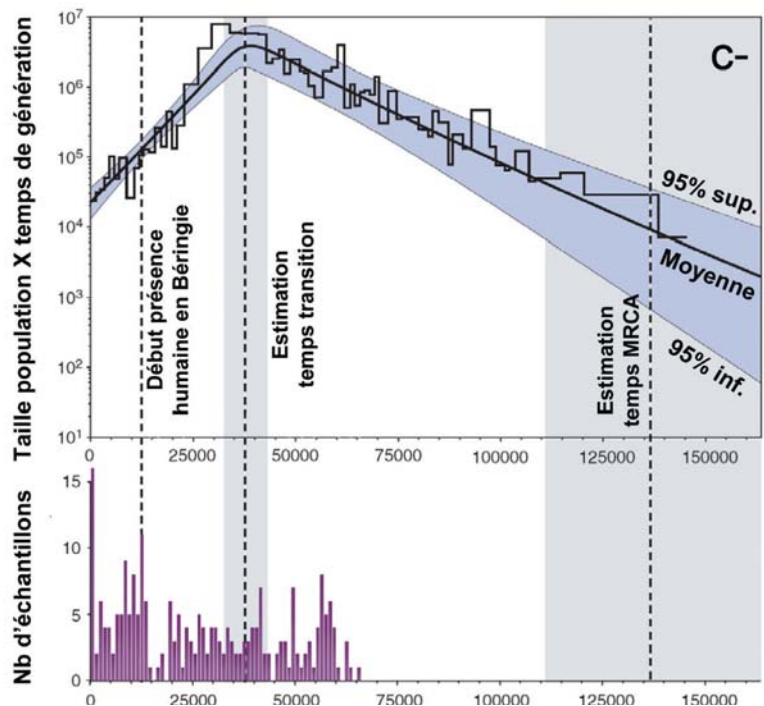 C-
Taille population X temps de génération
10⁷
10⁶
10⁵
10⁴
10³
10²
10¹
Début présence
humaine en Béringie
Estimation
temps transition
Estimation
temps MRCA
95% sup.
Moyenne
95% inf.
0 25000 50000 75000 100000 125000 150000
Nb d'échantillons
15
10
5
0
0 25000 50000 75000 100000 125000 150000